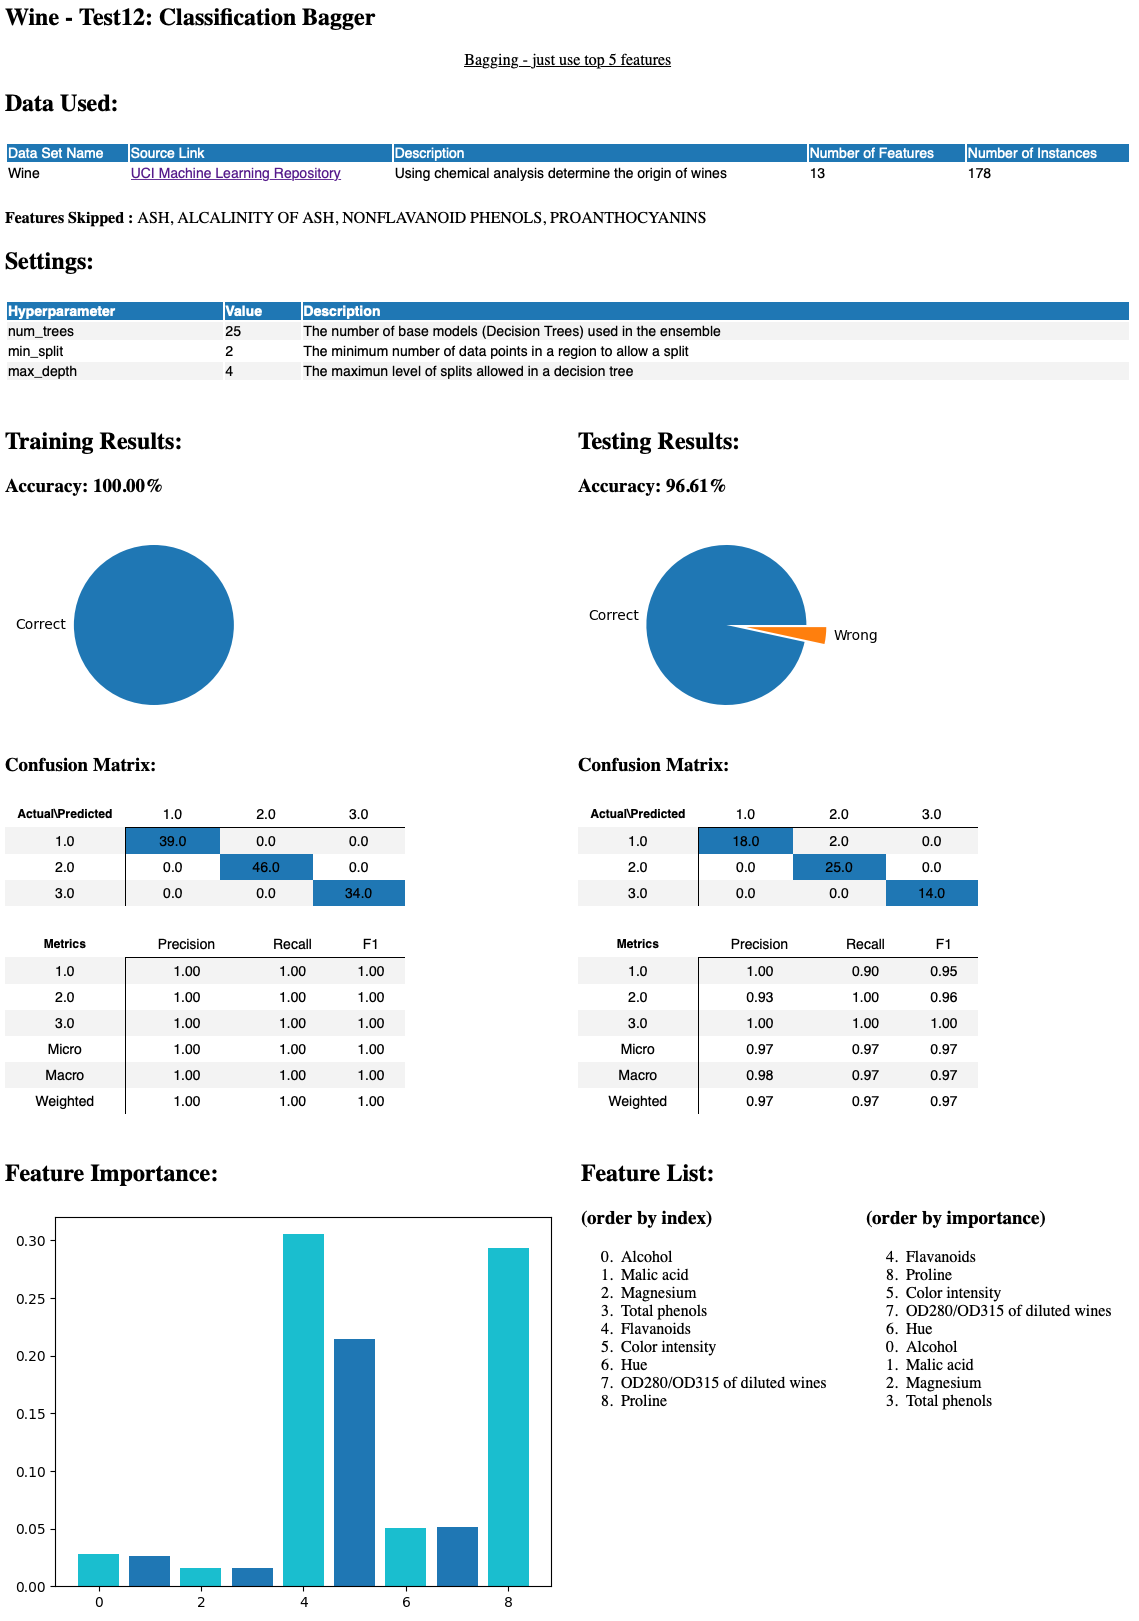 Wine - Test12: Classification Bagger
Bagging - just use top 5 features
Data Used:
Data Set Name Source Link Description Number of Features Number of Instances
Wine UCI Machine Learning Repository Using chemical analysis determine the origin of wines 13 178
Features Skipped : ASH, ALCALINITY OF ASH, NONFLAVANOID PHENOLS, PROANTHOCYANINS
Settings:
Hyperparameter Value Description
num_trees 25 The number of base models (Decision Trees) used in the ensemble
min_split 2 The minimum number of data points in a region to allow a split
max_depth 4 The maximun level of splits allowed in a decision tree
Training Results:
Accuracy: 100.00%
Correct
Confusion Matrix:
Actual\Predicted 1.0 2.0 3.0
1.0 39.0 0.0 0.0
2.0 0.0 46.0 0.0
3.0 0.0 0.0 34.0
Metrics Precision Recall F1
1.0 1.00 1.00 1.00
2.0 1.00 1.00 1.00
3.0 1.00 1.00 1.00
Micro 1.00 1.00 1.00
Macro 1.00 1.00 1.00
Weighted 1.00 1.00 1.00
Testing Results:
Accuracy: 96.61%
Correct
Wrong
Confusion Matrix:
Actual\Predicted 1.0 2.0 3.0
1.0 18.0 2.0 0.0
2.0 0.0 25.0 0.0
3.0 0.0 0.0 14.0
Metrics Precision Recall F1
1.0 1.00 0.90 0.95
2.0 0.93 1.00 0.96
3.0 1.00 1.00 1.00
Micro 0.97 0.97 0.97
Macro 0.98 0.97 0.97
Weighted 0.97 0.97 0.97
Feature Importance:
0.30
0.25
0.20
0.15
0.10
0.05
0.00
0 2 4 6 8
Feature List:
(order by index)
0. Alcohol
1. Malic acid
2. Magnesium
3. Total phenols
4. Flavanoids
5. Color intensity
6. Hue
7. OD280/OD315 of diluted wines
8. Proline
(order by importance)
4. Flavanoids
8. Proline
5. Color intensity
7. OD280/OD315 of diluted wines
6. Hue
0. Alcohol
1. Malic acid
2. Magnesium
3. Total phenols